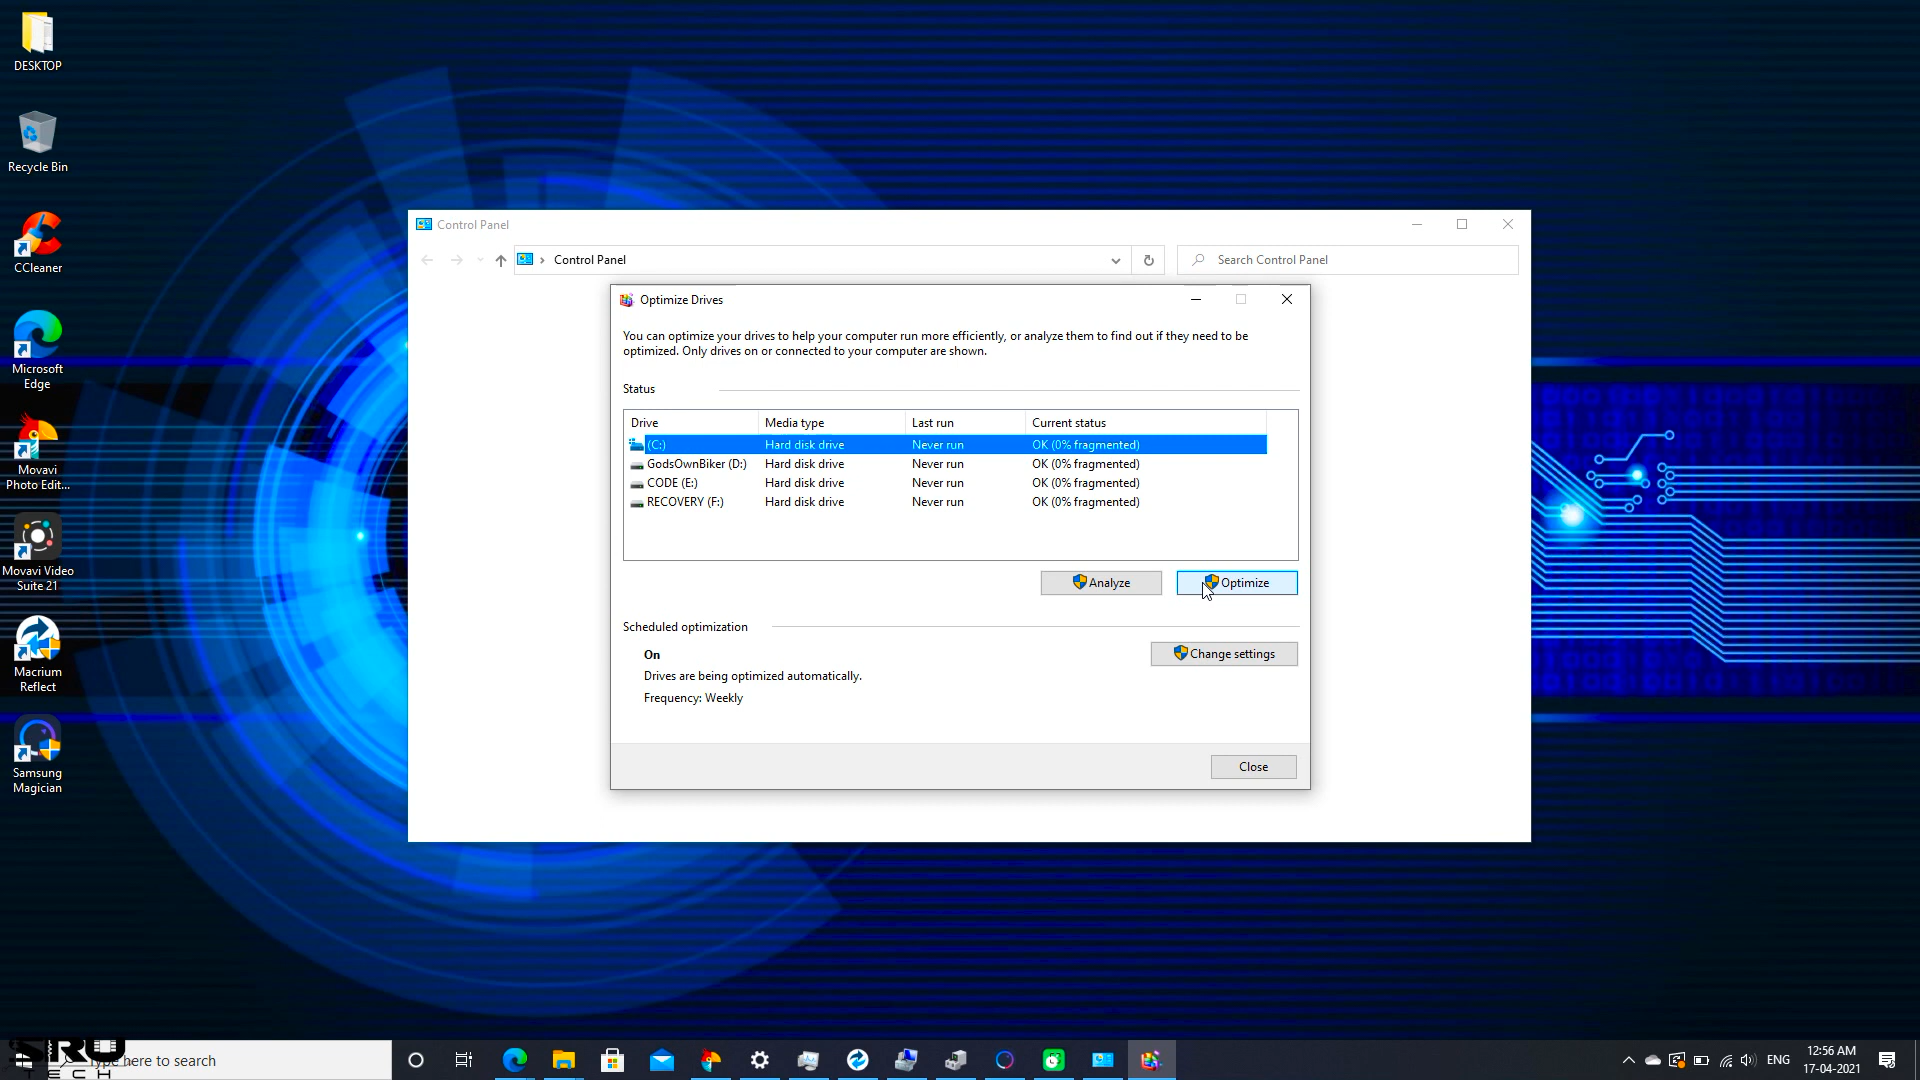 DESKTOP
Recycle Bin
CCleaner
Microsoft
Edge
Movavi
Photo Edit...
Movavi Video
Suite 21
Macrium
Reflect
Samsung
Magician
Control Panel
Control Panel
Search Control Panel
Optimize Drives
You can optimize your drives to help your computer run more efficiently, or analyze them to find out if they need to be
optimized. Only drives on or connected to your computer are shown.
Status
Drive Media type Last run Current status
(C:) Hard disk drive Never run OK (0% fragmented)
GodsOwnBiker (D:) Hard disk drive Never run OK (0% fragmented)
CODE (E:) Hard disk drive Never run OK (0% fragmented)
RECOVERY (F:) Hard disk drive Never run OK (0% fragmented)
Analyze Optimize
Scheduled optimization
On
Change settings
Drives are being optimized automatically.
Frequency: Weekly
Close
SRU
TECH
here to search
ENG
12:56 AM
17-04-2021